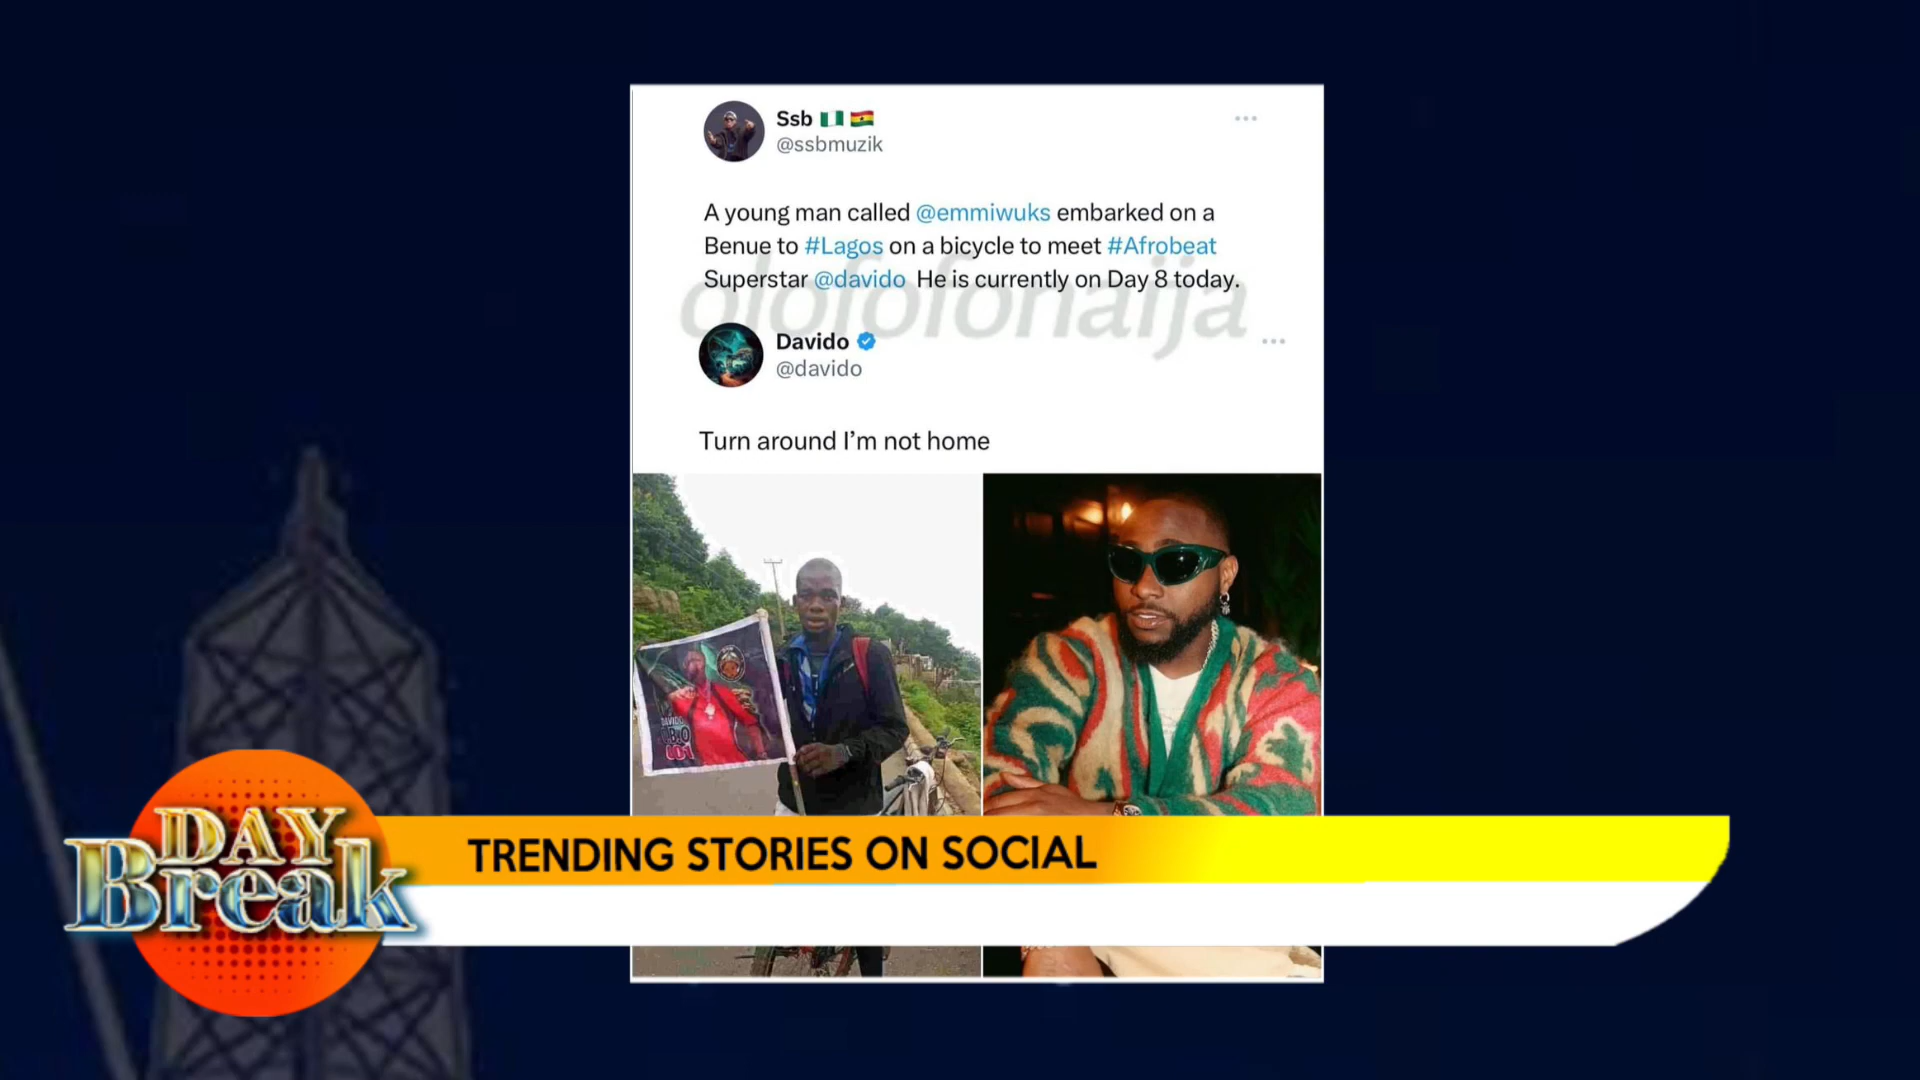 Ssb 🇳🇬 🇬🇭
@ssbmuzik
A young man called @emmiwuks embarked on a
Benue to #Lagos on a bicycle to meet #Afrobeat
Superstar @davido He is currently on Day 8 today.
olofofonaija
Davido
@davido
Turn around I’m not home
DAVIDO
O.B.O
001
DAY
Break
TRENDING STORIES ON SOCIAL